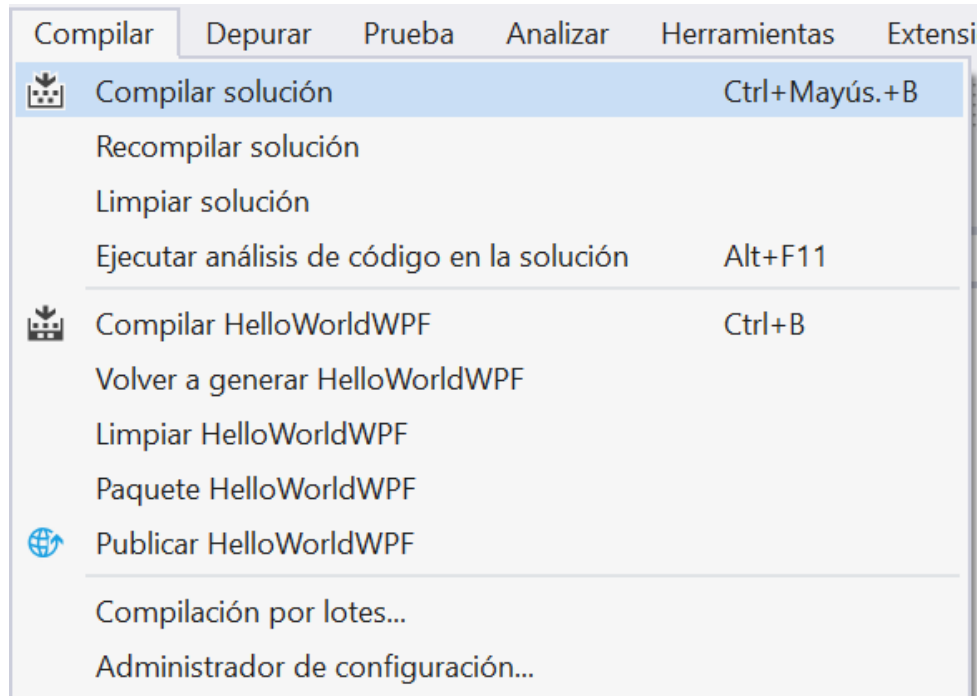 Compilar Depurar Prueba Analizar Herramientas Extensi
Compilar solución Ctrl+Mayús.+B
Recompilar solución
Limpiar solución
Ejecutar análisis de código en la solución Alt+F11
Compilar HelloWorldWPF Ctrl+B
Volver a generar HelloWorldWPF
Limpiar HelloWorldWPF
Paquete HelloWorldWPF
Publicar HelloWorldWPF
Compilación por lotes...
Administrador de configuración...